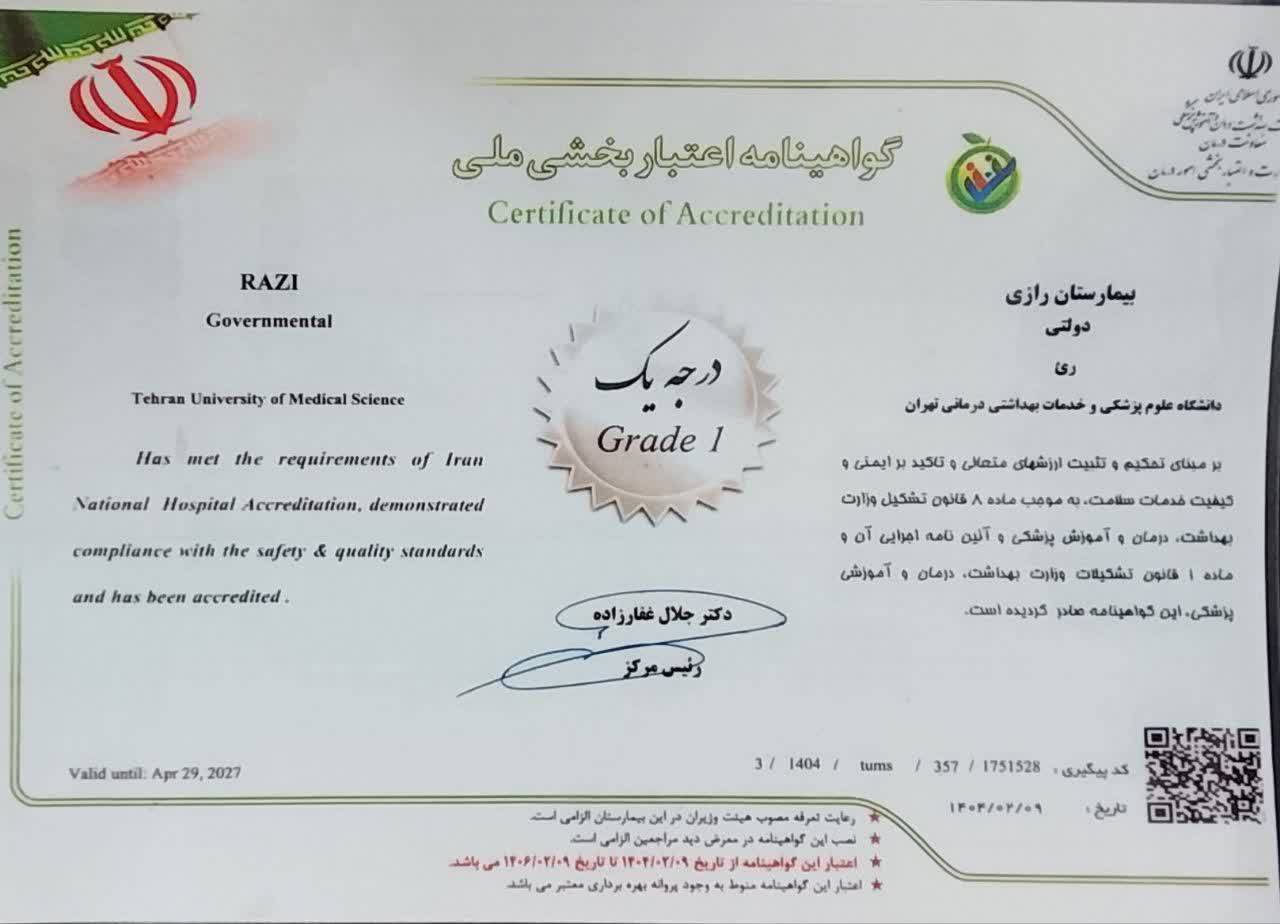 گواهینامه اعتباربخشی ملی
Certificate of Accreditation
Certificate of Accreditation
معاونت درمان
RAZI
Governmental
Tehran University of Medical Science
Has met the requirements of Iran
National Hospital Accreditation, demonstrated
compliance with the safety & quality standards
and has been accredited .
درجه یک
Grade 1
بیمارستان رازی
دولتی
رئ
دانشگاه علوم پزشکی و خدمات بهداشتی درمانی تهران
بر مبنای تحکیم و تثبیت ارزشهای متعالی و تاکید بر ایمنی و
کیفیت خدمات سلامت، به موجب ماده ۸ قانون تشکیل وزارت
بهداشت، درمان و آموزش پزشکی و آئین نامه اجرایی آن و
ماده ۱ قانون تشکیلات وزارت بهداشت، درمان و آموزشی
پزشکی، این گواهینامه صادر گردیده است.
دکتر جلال غفارزاده
رئیس مرکز
Valid until: Apr 29, 2027
کد پیگیری : 3 / 1404 / tums / 357 / 1751528
تاریخ : ۱۴۰۴/۰۲/۰۹
رعایت تعرفه مصوب هیئت وزیران در این بیمارستان الزامی است.
نصب این گواهینامه در معرض دید مراجعین الزامی است.
اعتبار این گواهینامه از تاریخ ۱۴۰۴/۰۲/۰۹ تا تاریخ ۱۴۰۶/۰۲/۰۹ می باشد.
اعتبار این گواهینامه منوط به وجود پروانه بهره برداری معتبر می باشد.